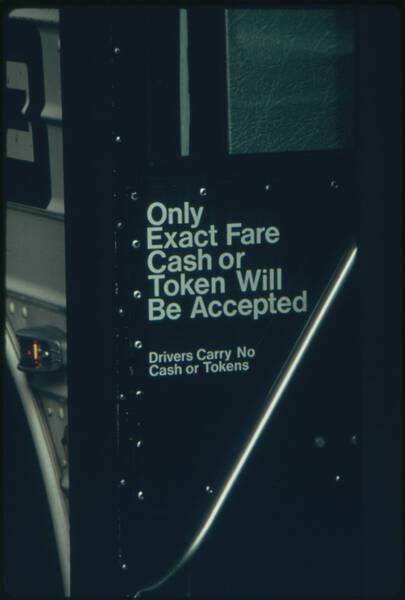 Only
Exact Fare
Cash or
Token Will
Be Accepted
Drivers Carry No
Cash or Tokens